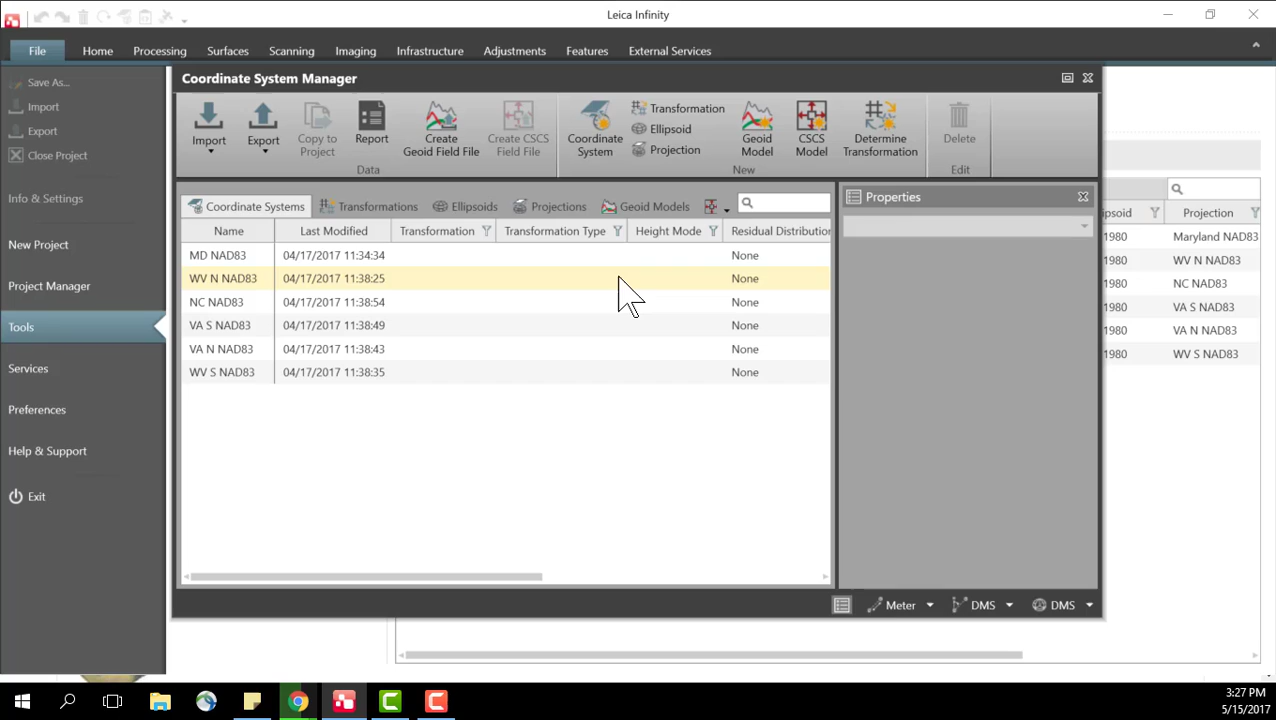 Leica Infinity
File Home Processing Surfaces Scanning Imaging Infrastructure Adjustments Features External Services
Save As...
Import
Export
Close Project
Info & Settings
New Project
Project Manager
Tools
Services
Preferences
Help & Support
Exit
Coordinate System Manager
Import Export Copy to Project Report Create Geoid Field File Create CSCS Field File
Data
Coordinate System Transformation Ellipsoid Projection Geoid Model CSCS Model Determine Transformation
New
Delete
Edit
Coordinate Systems Transformations Ellipsoids Projections Geoid Models
Name Last Modified Transformation Transformation Type Height Mode Residual Distribution
MD NAD83 04/17/2017 11:34:34 None
WV N NAD83 04/17/2017 11:38:25 None
NC NAD83 04/17/2017 11:38:54 None
VA S NAD83 04/17/2017 11:38:49 None
VA N NAD83 04/17/2017 11:38:43 None
WV S NAD83 04/17/2017 11:38:35 None
Properties
Meter DMS DMS
ipsoid Projection
1980 Maryland NAD83
1980 WV N NAD83
1980 NC NAD83
1980 VA S NAD83
1980 VA N NAD83
1980 WV S NAD83
3:27 PM
5/15/2017